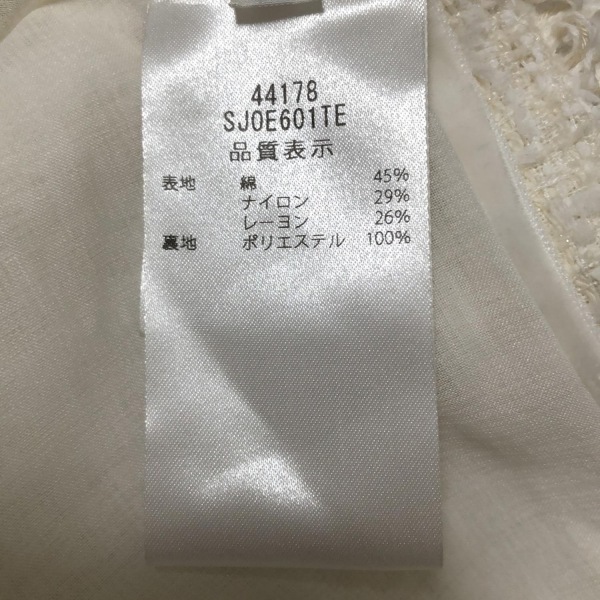 44178
SJOE601TE
品質表示
表地 綿 45%
ナイロン 29%
レーヨン 26%
裏地 ポリエステル 100%